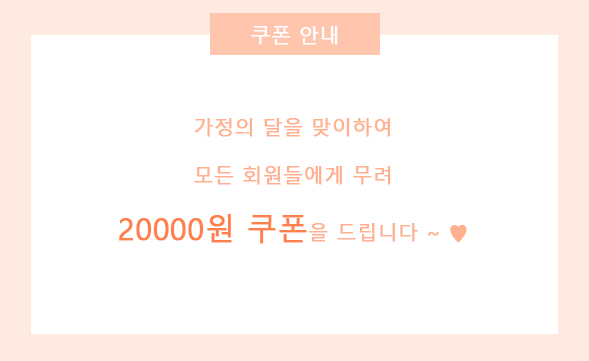 쿠폰 안내
가정의 달을 맞이하여
모든 회원들에게 무려
20000원 쿠폰을 드립니다 ~ ♥